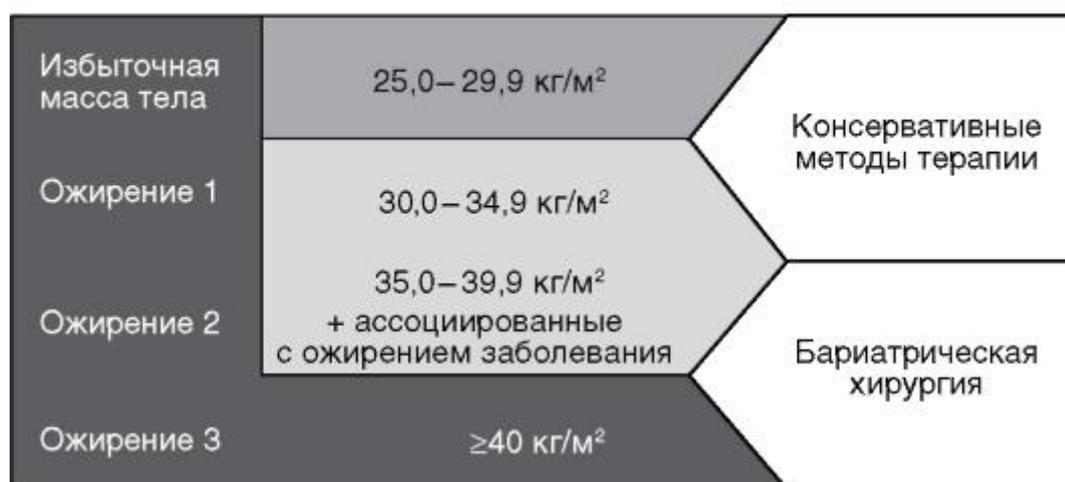 Избыточная
масса тела
25,0–29,9 кг/м²
Консервативные
методы терапии
Ожирение 1
30,0–34,9 кг/м²
35,0–39,9 кг/м²
Ожирение 2
+ ассоциированные
с ожирением заболевания
Бариатрическая
хирургия
Ожирение 3
≥40 кг/м²